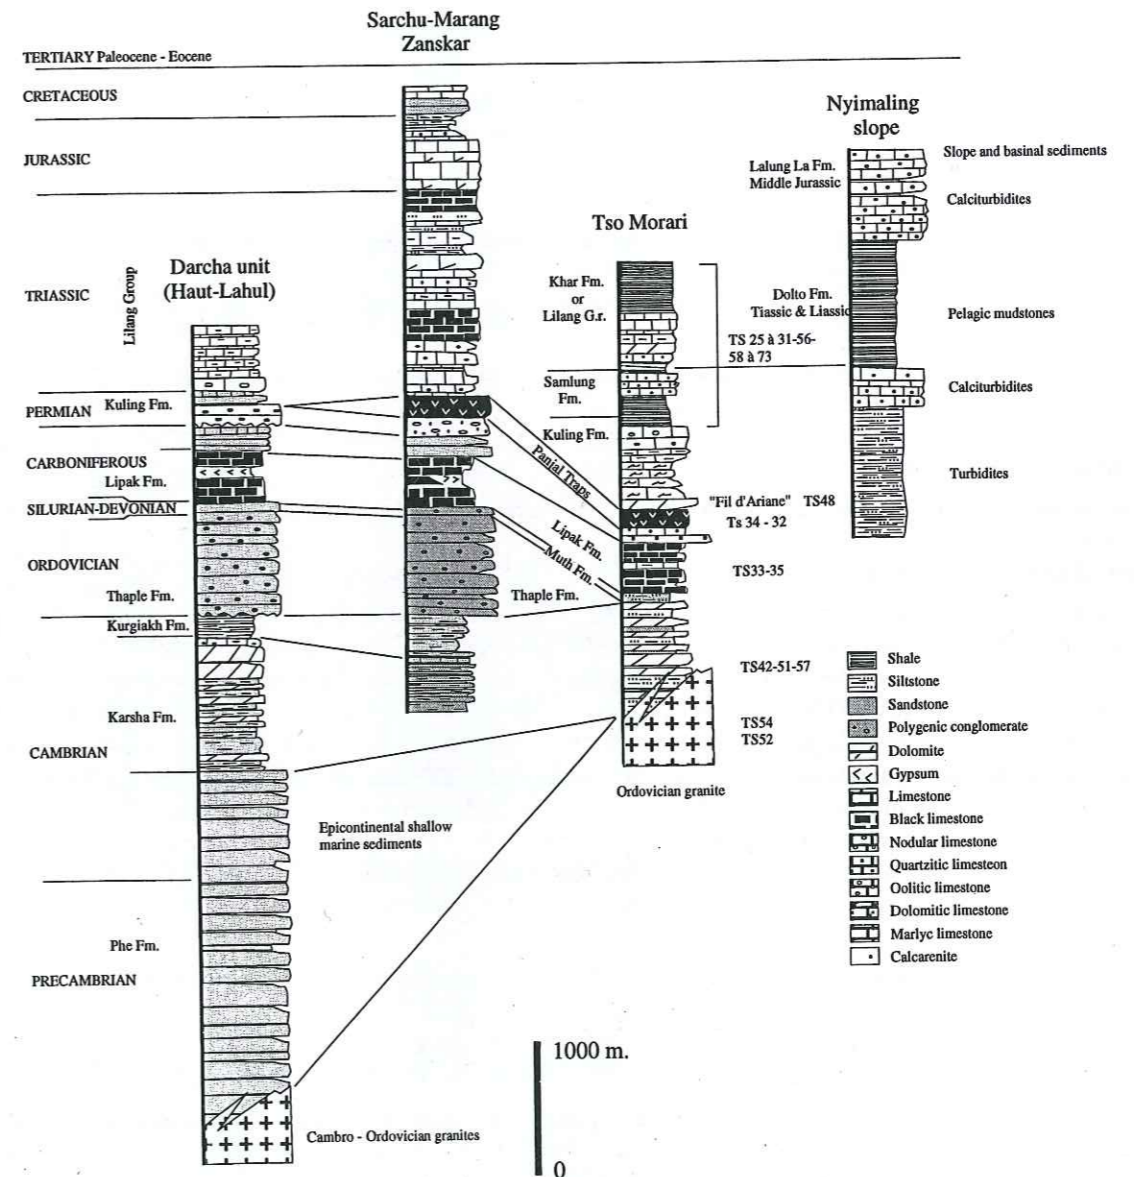 Sarchu-Marang
Zanskar
TERTIARY Paleocene - Eocene
CRETACEOUS
JURASSIC
TRIASSIC
PERMIAN
CARBONIFEROUS
SILURIAN-DEVONIAN
ORDOVICIAN
CAMBRIAN
PRECAMBRIAN
Darcha unit
(Haut-Lahul)
Lilang Group
Kuling Fm.
Lipak Fm.
Thaple Fm.
Kurgiakh Fm.
Karsha Fm.
Phe Fm.
Epicontinental shallow
marine sediments
Cambro - Ordovician granites
Panjal Traps
Lipak Fm.
Muth Fm.
Thaple Fm.
Tso Morari
Khar Fm.
or
Lilang G.r.
Samlung
Fm.
Kuling Fm.
TS 25 à 31-56-
58 à 73
"Fil d'Ariane" TS48
Ts 34 - 32
TS33-35
TS42-51-57
TS54
TS52
Ordovician granite
Nyimaling
slope
Lalung La Fm.
Middle Jurassic
Dolto Fm.
Tiassic & Liassic
Slope and basinal sediments
Calciturbidites
Pelagic mudstones
Calciturbidites
Turbidites
Shale
Siltstone
Sandstone
Polygenic conglomerate
Dolomite
Gypsum
Limestone
Black limestone
Nodular limestone
Quartzitic limesteon
Oolitic limestone
Dolomitic limestone
Marlyc limestone
Calcarenite
1000 m.
0